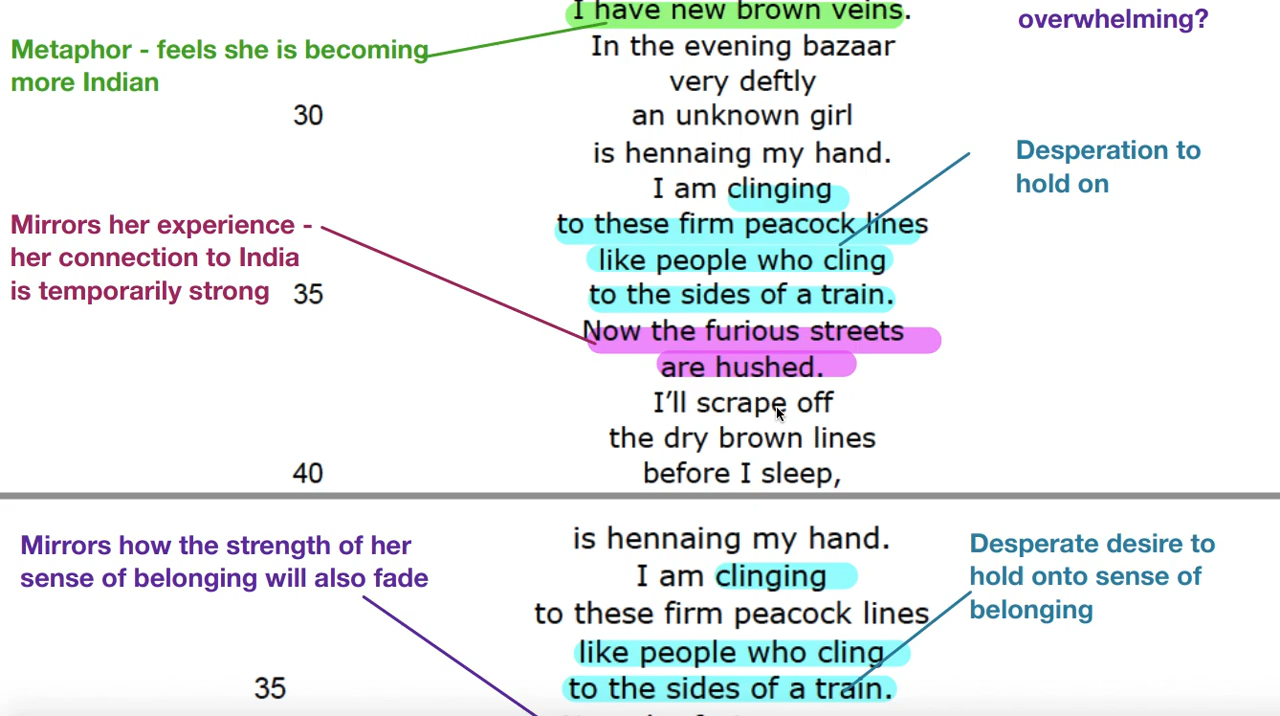 I have new brown veins.
overwhelming?
Metaphor - feels she is becoming
more Indian
In the evening bazaar
very deftly
30
an unknown girl
is hennaing my hand.
Desperation to
hold on
I am clinging
Mirrors her experience -
her connection to India
is temporarily strong
to these firm peacock lines
like people who cling
35
to the sides of a train.
Now the furious streets
are hushed.
I’ll scrape off
the dry brown lines
40
before I sleep,
Mirrors how the strength of her
sense of belonging will also fade
is hennaing my hand.
I am clinging
to these firm peacock lines
like people who cling
35
to the sides of a train.
Desperate desire to
hold onto sense of
belonging